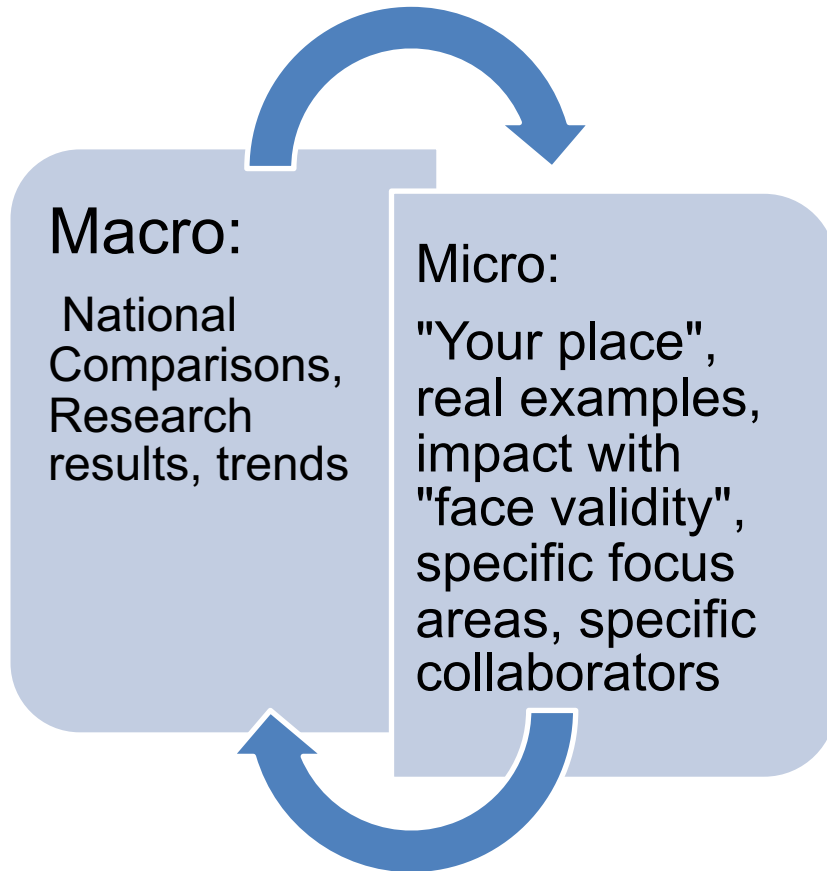 Macro:
National
Comparisons,
Research
results, trends
Micro:
"Your place",
real examples,
impact with
"face validity",
specific focus
areas, specific
collaborators